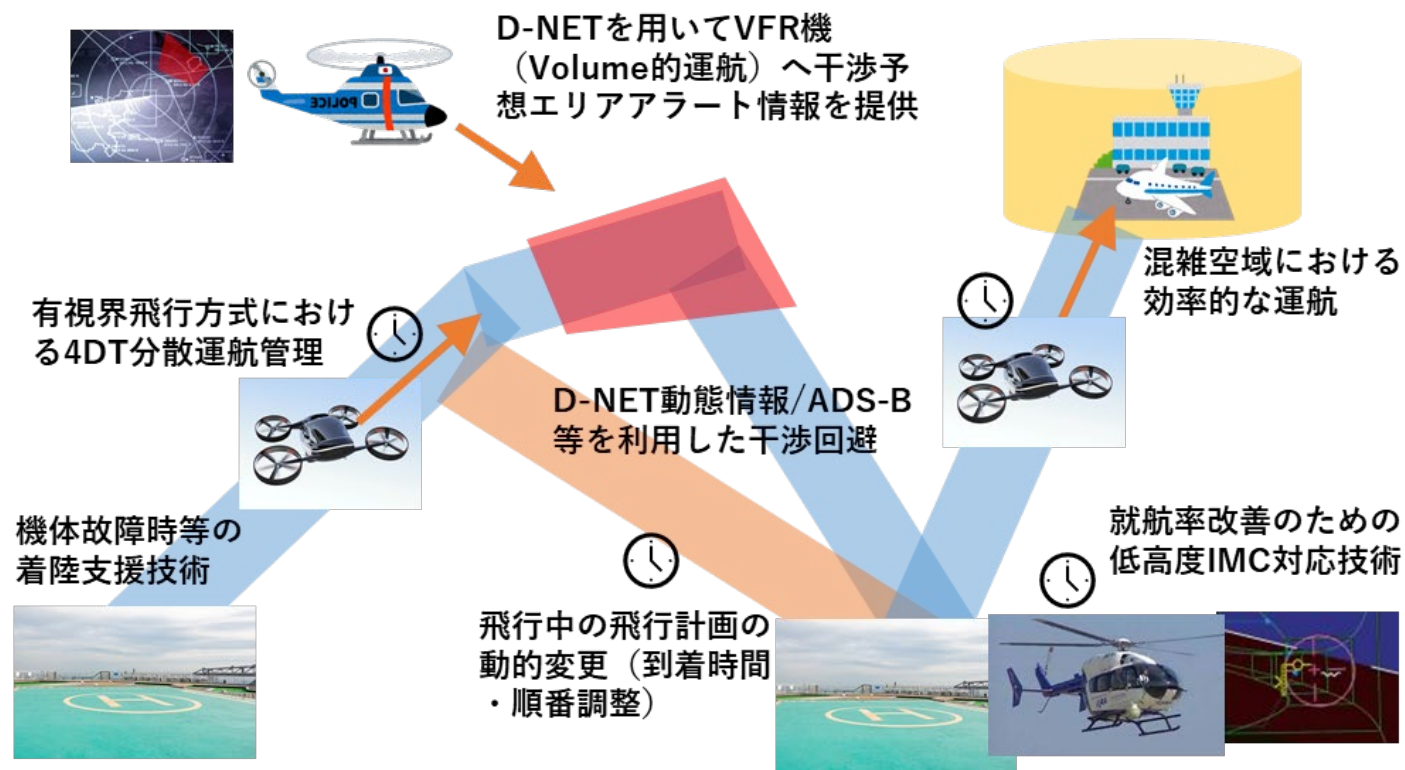 D-NETを用いてVFR機
（Volume的運航）へ干渉予
想エリアアラート情報を提供
POLICE
混雑空域における
効率的な運航
有視界飛行方式におけ
る4DT分散運航管理
D-NET動態情報/ADS-B
等を利用した干渉回避
機体故障時等の
着陸支援技術
就航率改善のための
低高度IMC対応技術
飛行中の飛行計画の
動的変更（到着時間
・順番調整）
H
H